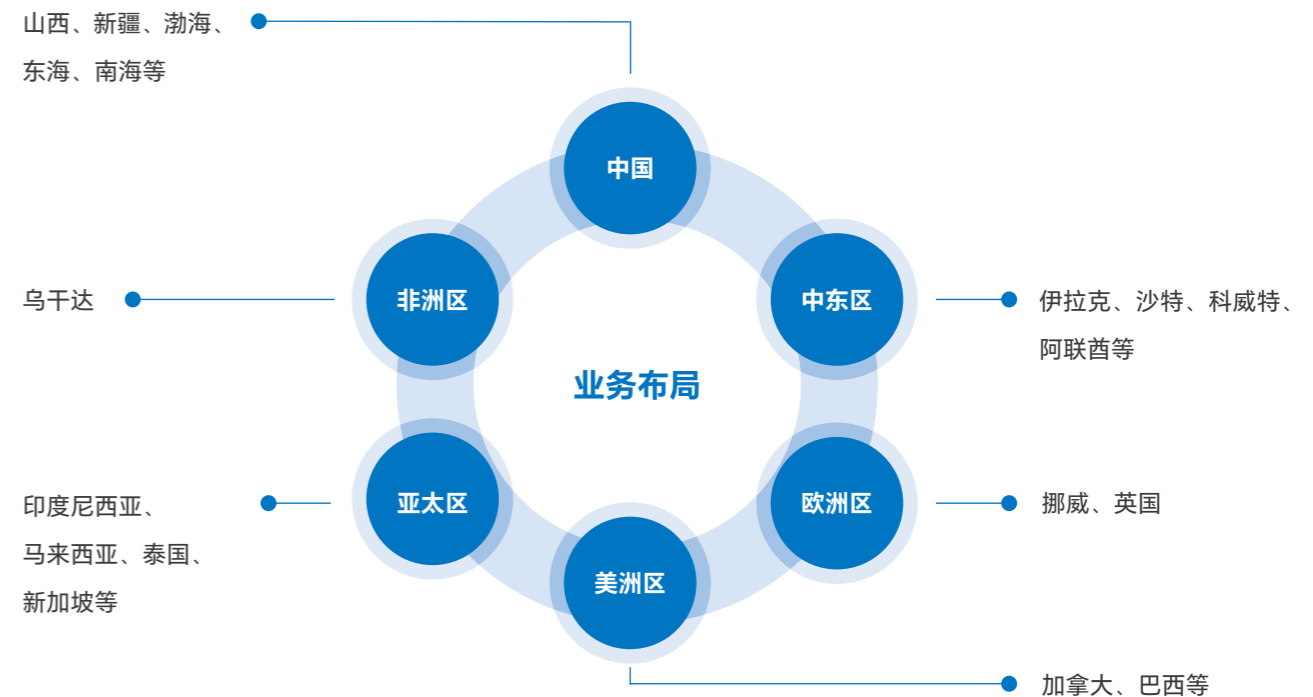 山西、新疆、渤海、
东海、南海等
中国
乌干达
非洲区
中东区
伊拉克、沙特、科威特、
阿联酋等
业务布局
印度尼西亚、
马来西亚、泰国、
新加坡等
亚太区
欧洲区
挪威、英国
美洲区
加拿大、巴西等